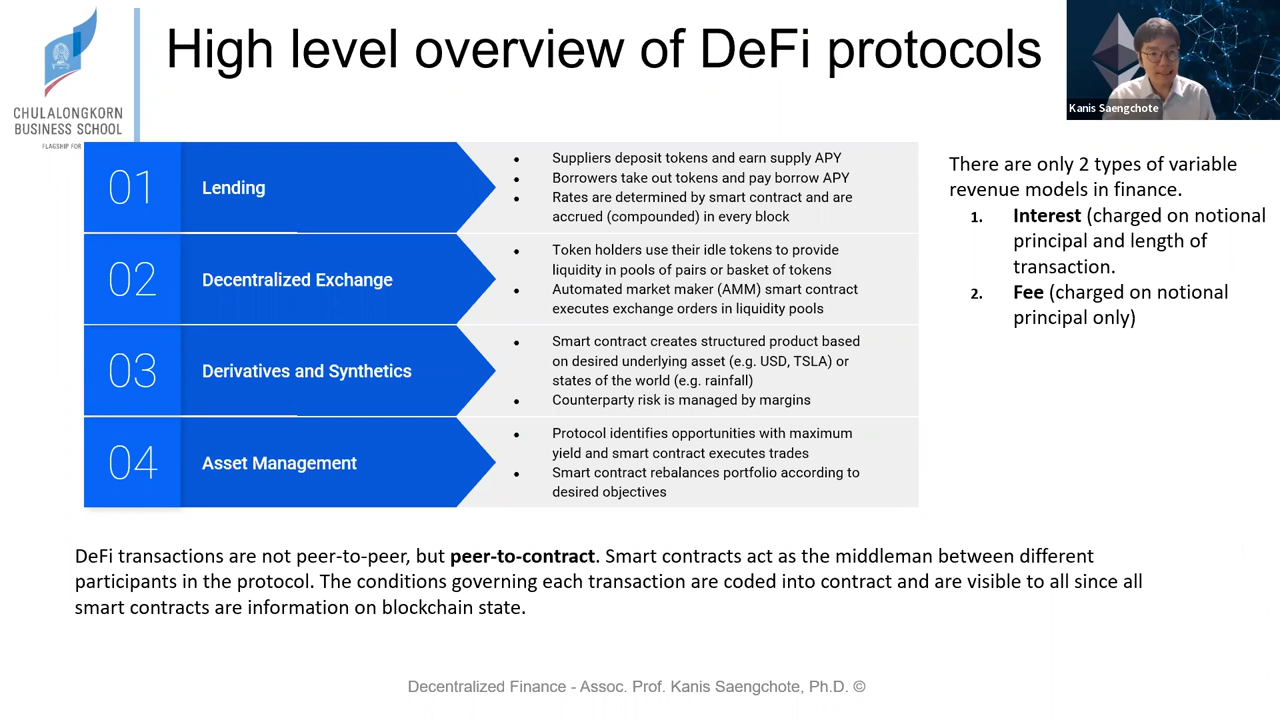 High level overview of DeFi protocols
CHULALONGKORN
BUSINESS SCHOOL
FLAGSHIP FOR
Kanis Saengchote
01
Lending
• Suppliers deposit tokens and earn supply APY
• Borrowers take out tokens and pay borrow APY
• Rates are determined by smart contract and are
accrued (compounded) in every block
02
Decentralized Exchange
• Token holders use their idle tokens to provide
liquidity in pools of pairs or basket of tokens
• Automated market maker (AMM) smart contract
executes exchange orders in liquidity pools
03
Derivatives and Synthetics
• Smart contract creates structured product based
on desired underlying asset (e.g. USD, TSLA) or
states of the world (e.g. rainfall)
• Counterparty risk is managed by margins
04
Asset Management
• Protocol identifies opportunities with maximum
yield and smart contract executes trades
• Smart contract rebalances portfolio according to
desired objectives
There are only 2 types of variable
revenue models in finance.
1. Interest (charged on notional
principal and length of
transaction.
2. Fee (charged on notional
principal only)
DeFi transactions are not peer-to-peer, but peer-to-contract. Smart contracts act as the middleman between different
participants in the protocol. The conditions governing each transaction are coded into contract and are visible to all since all
smart contracts are information on blockchain state.
Decentralized Finance - Assoc. Prof. Kanis Saengchote, Ph.D. ©